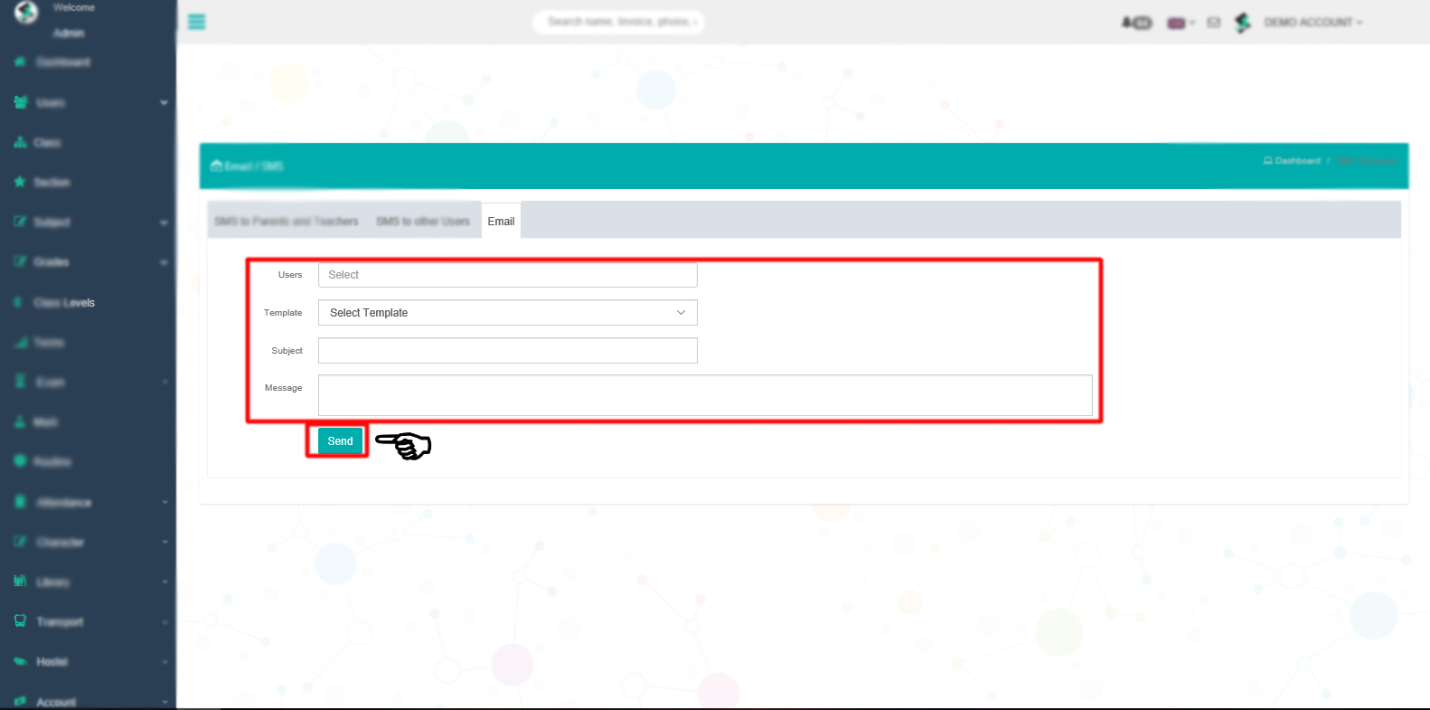 Welcome
Admin
Dashboard
Users
Class
Section
Subject
Grades
Class Levels
Terms
Exam
Mark
Routine
Attendance
Character
Library
Transport
Hostel
Account
Search name, Invoice, phone,
DEMO ACCOUNT
Email / SMS
Dashboard /
SMS to Parents and Teachers SMS to other Users Email
Users Select
Template Select Template
Subject
Message
Send